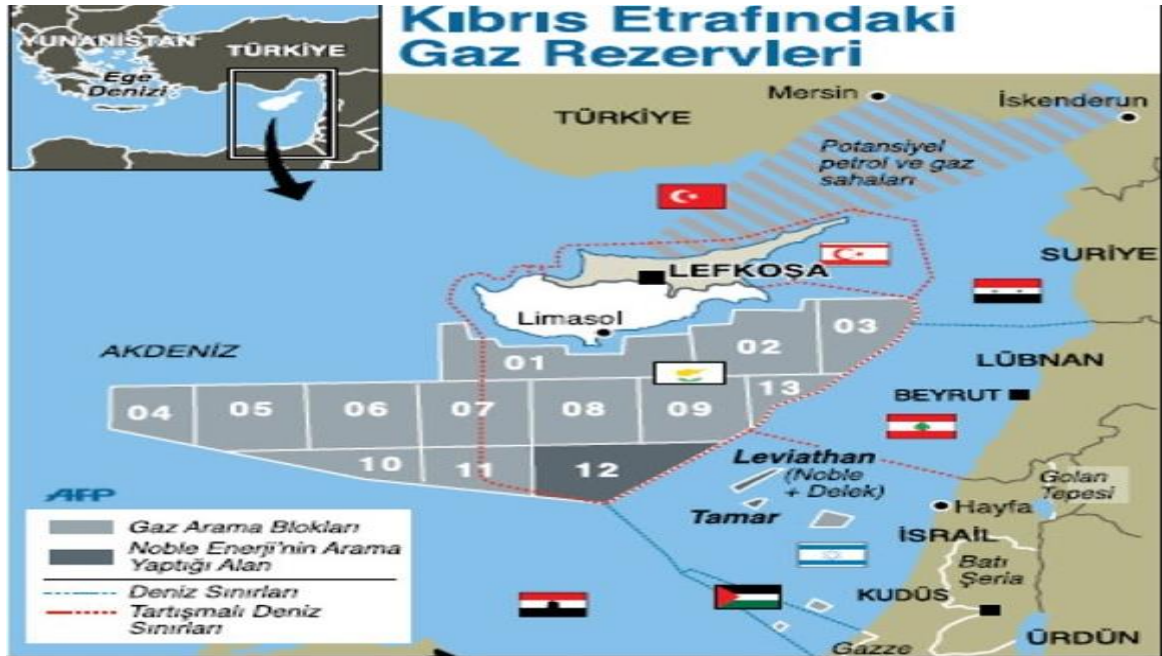 Kıbrıs Etrafındaki
Gaz Rezervleri
YUNANİSTAN
TÜRKİYE
Ege
Denizi
Mersin
İskenderun
TÜRKİYE
Potansiyel
petrol ve gaz
sahaları
SURİYE
LEFKOŞA
Limasol
AKDENİZ
01
02
03
LÜBNAN
04
05
06
07
08
09
13
BEYRUT
10
11
12
Leviathan
(Noble
+ Delek)
Golan
Tepesi
Tamar
Hayfa
İSRAİL
Batı
Şeria
KUDÜS
ÜRDÜN
Gazze
AFP
Gaz Arama Blokları
Noble Enerji'nin Arama
Yaptığı Alan
Deniz Sınırları
Tartışmalı Deniz
Sınırları